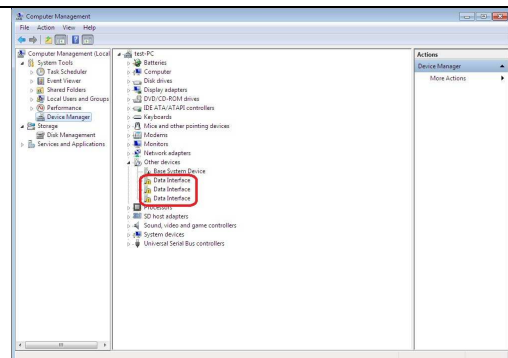 Computer Management
File Action View Help
Computer Management (Local
System Tools
Task Scheduler
Event Viewer
Shared Folders
Local Users and Groups
Performance
Device Manager
Storage
Disk Management
Services and Applications
test-PC
Batteries
Computer
Disk drives
Display adapters
DVD/CD-ROM drives
IDE ATA/ATAPI controllers
Keyboards
Mice and other pointing devices
Modems
Monitors
Network adapters
Other devices
Base System Device
Data Interface
Data Interface
Data Interface
Processors
SD host adapters
Sound, video and game controllers
System devices
Universal Serial Bus controllers
Actions
Device Manager
More Actions